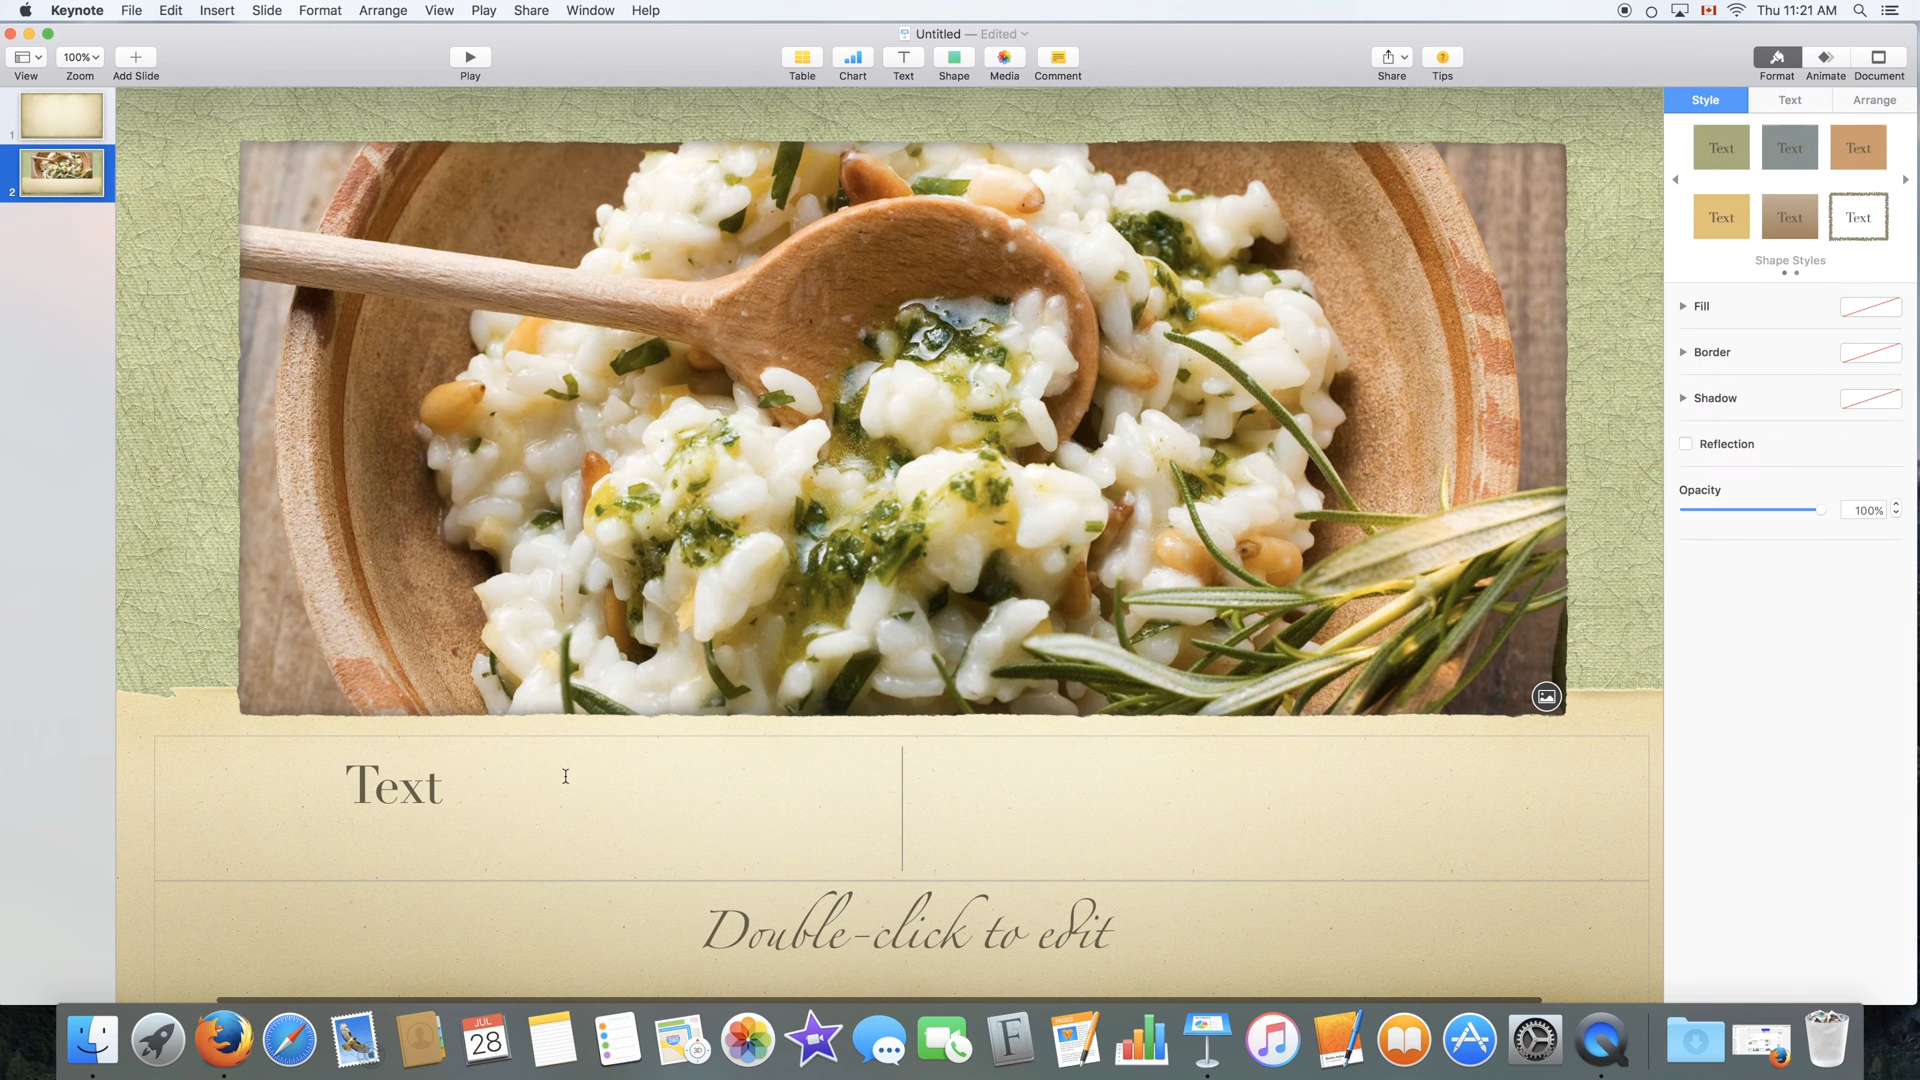 Keynote File Edit Insert Slide Format Arrange View Play Share Window Help Thu 11:21 AM
Untitled — Edited
100%
View Zoom Add Slide Play Table Chart Text Shape Media Comment Share Tips Format Animate Document
Style Text Arrange
1
2
Text Text Text
Text Text Text
Shape Styles
Fill
Border
Shadow
Reflection
Opacity
100%
Text
Double-click to edit
JUL
28
3D